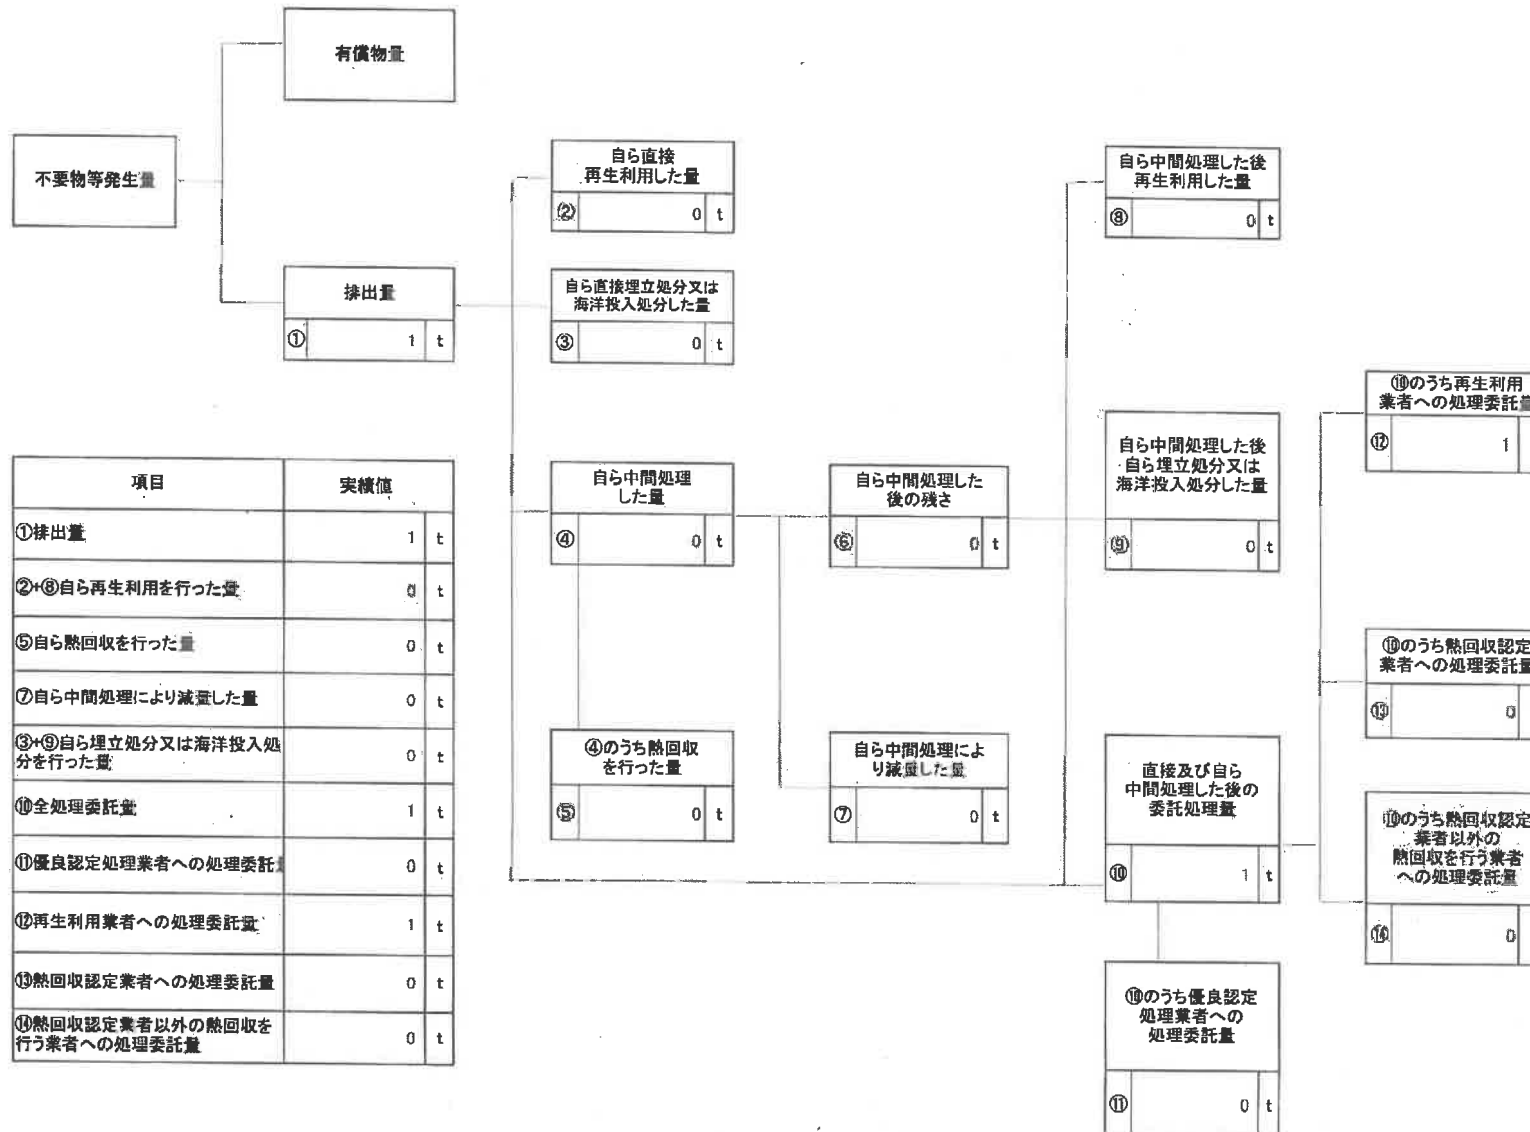 有償物量
不要物等発生量
排出量
① 1 t
自ら直接
再生利用した量
② 0 t
自ら直接埋立処分又は
海洋投入処分した量
③ 0 t
自ら中間処理
した量
④ 0 t
④のうち熱回収
を行った量
⑤ 0 t
自ら中間処理した
後の残さ
⑥ 0 t
自ら中間処理によ
り減量した量
⑦ 0 t
自ら中間処理した後
再生利用した量
⑧ 0 t
自ら中間処理した後
自ら埋立処分又は
海洋投入処分した量
⑨ 0 t
直接及び自ら
中間処理した後の
委託処理量
⑩ 1 t
⑩のうち優良認定
処理業者への
処理委託量
⑪ 0 t
⑩のうち再生利用
業者への処理委託量
⑫ 1
⑩のうち熱回収認定
業者への処理委託量
⑬ 0
⑩のうち熱回収認定
業者以外の
熱回収を行う業者
への処理委託量
⑭ 0
項目 実績値
①排出量 1 t
②+⑧自ら再生利用を行った量 0 t
⑤自ら熱回収を行った量 0 t
⑦自ら中間処理により減量した量 0 t
③+⑨自ら埋立処分又は海洋投入処
分を行った量 0 t
⑩全処理委託量 1 t
⑪優良認定処理業者への処理委託量 0 t
⑫再生利用業者への処理委託量 1 t
⑬熱回収認定業者への処理委託量 0 t
⑭熱回収認定業者以外の熱回収を
行う業者への処理委託量 0 t